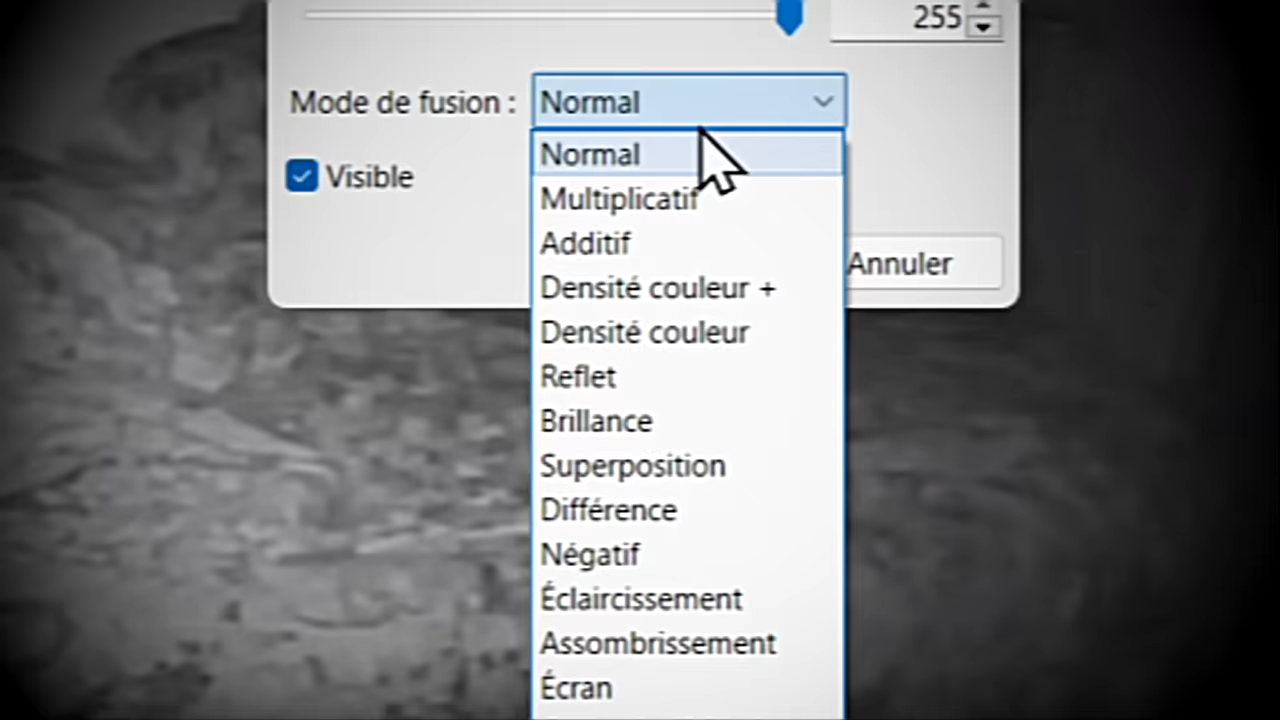 255
Mode de fusion : Normal
Normal
Visible
Multiplicatif
Additif
Annuler
Densité couleur +
Densité couleur
Reflet
Brillance
Superposition
Différence
Négatif
Éclaircissement
Assombrissement
Écran